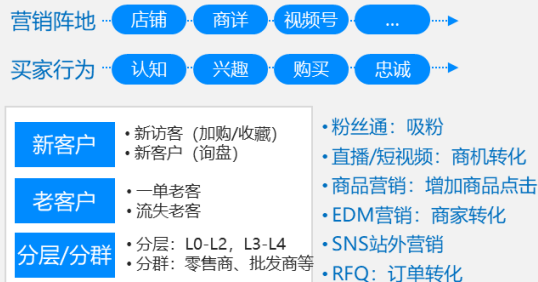 营销阵地 店铺 商详 视频号 ...
买家行为 认知 兴趣 购买 忠诚
新客户
• 新访客（加购/收藏）
• 新客户（询盘）
老客户
• 一单老客
• 流失老客
分层/分群
• 分层：L0-L2，L3-L4
• 分群：零售商、批发商等
• 粉丝通：吸粉
• 直播/短视频：商机转化
• 商品营销：增加商品点击
• EDM营销：商家转化
• SNS站外营销
• RFQ：订单转化